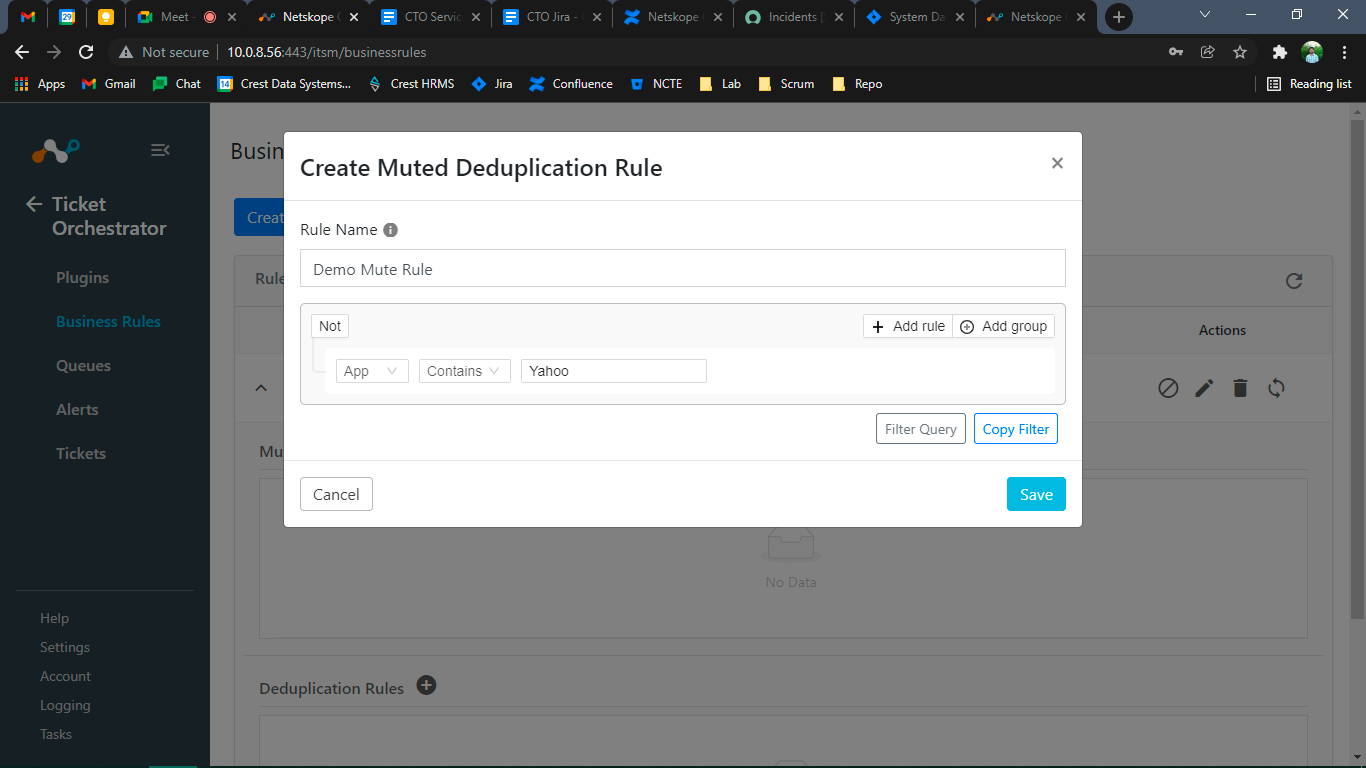 29
Meet -
Netskope C
CTO Servic
CTO Jira -
Netskope
Incidents |
System Da
Netskope C
Not secure
10.0.8.56:443/itsm/businessrules
Apps
Gmail
Chat
14
Crest Data Systems...
Crest HRMS
Jira
Confluence
NCTE
Lab
Scrum
Repo
Reading list
Ticket
Orchestrator
Plugins
Business Rules
Queues
Alerts
Tickets
Help
Settings
Account
Logging
Tasks
Busin
Creat
Rule
Actions
Mu
No Data
Deduplication Rules
Create Muted Deduplication Rule
Rule Name
Demo Mute Rule
Not
Add rule
Add group
App
Contains
Yahoo
Filter Query
Copy Filter
Cancel
Save